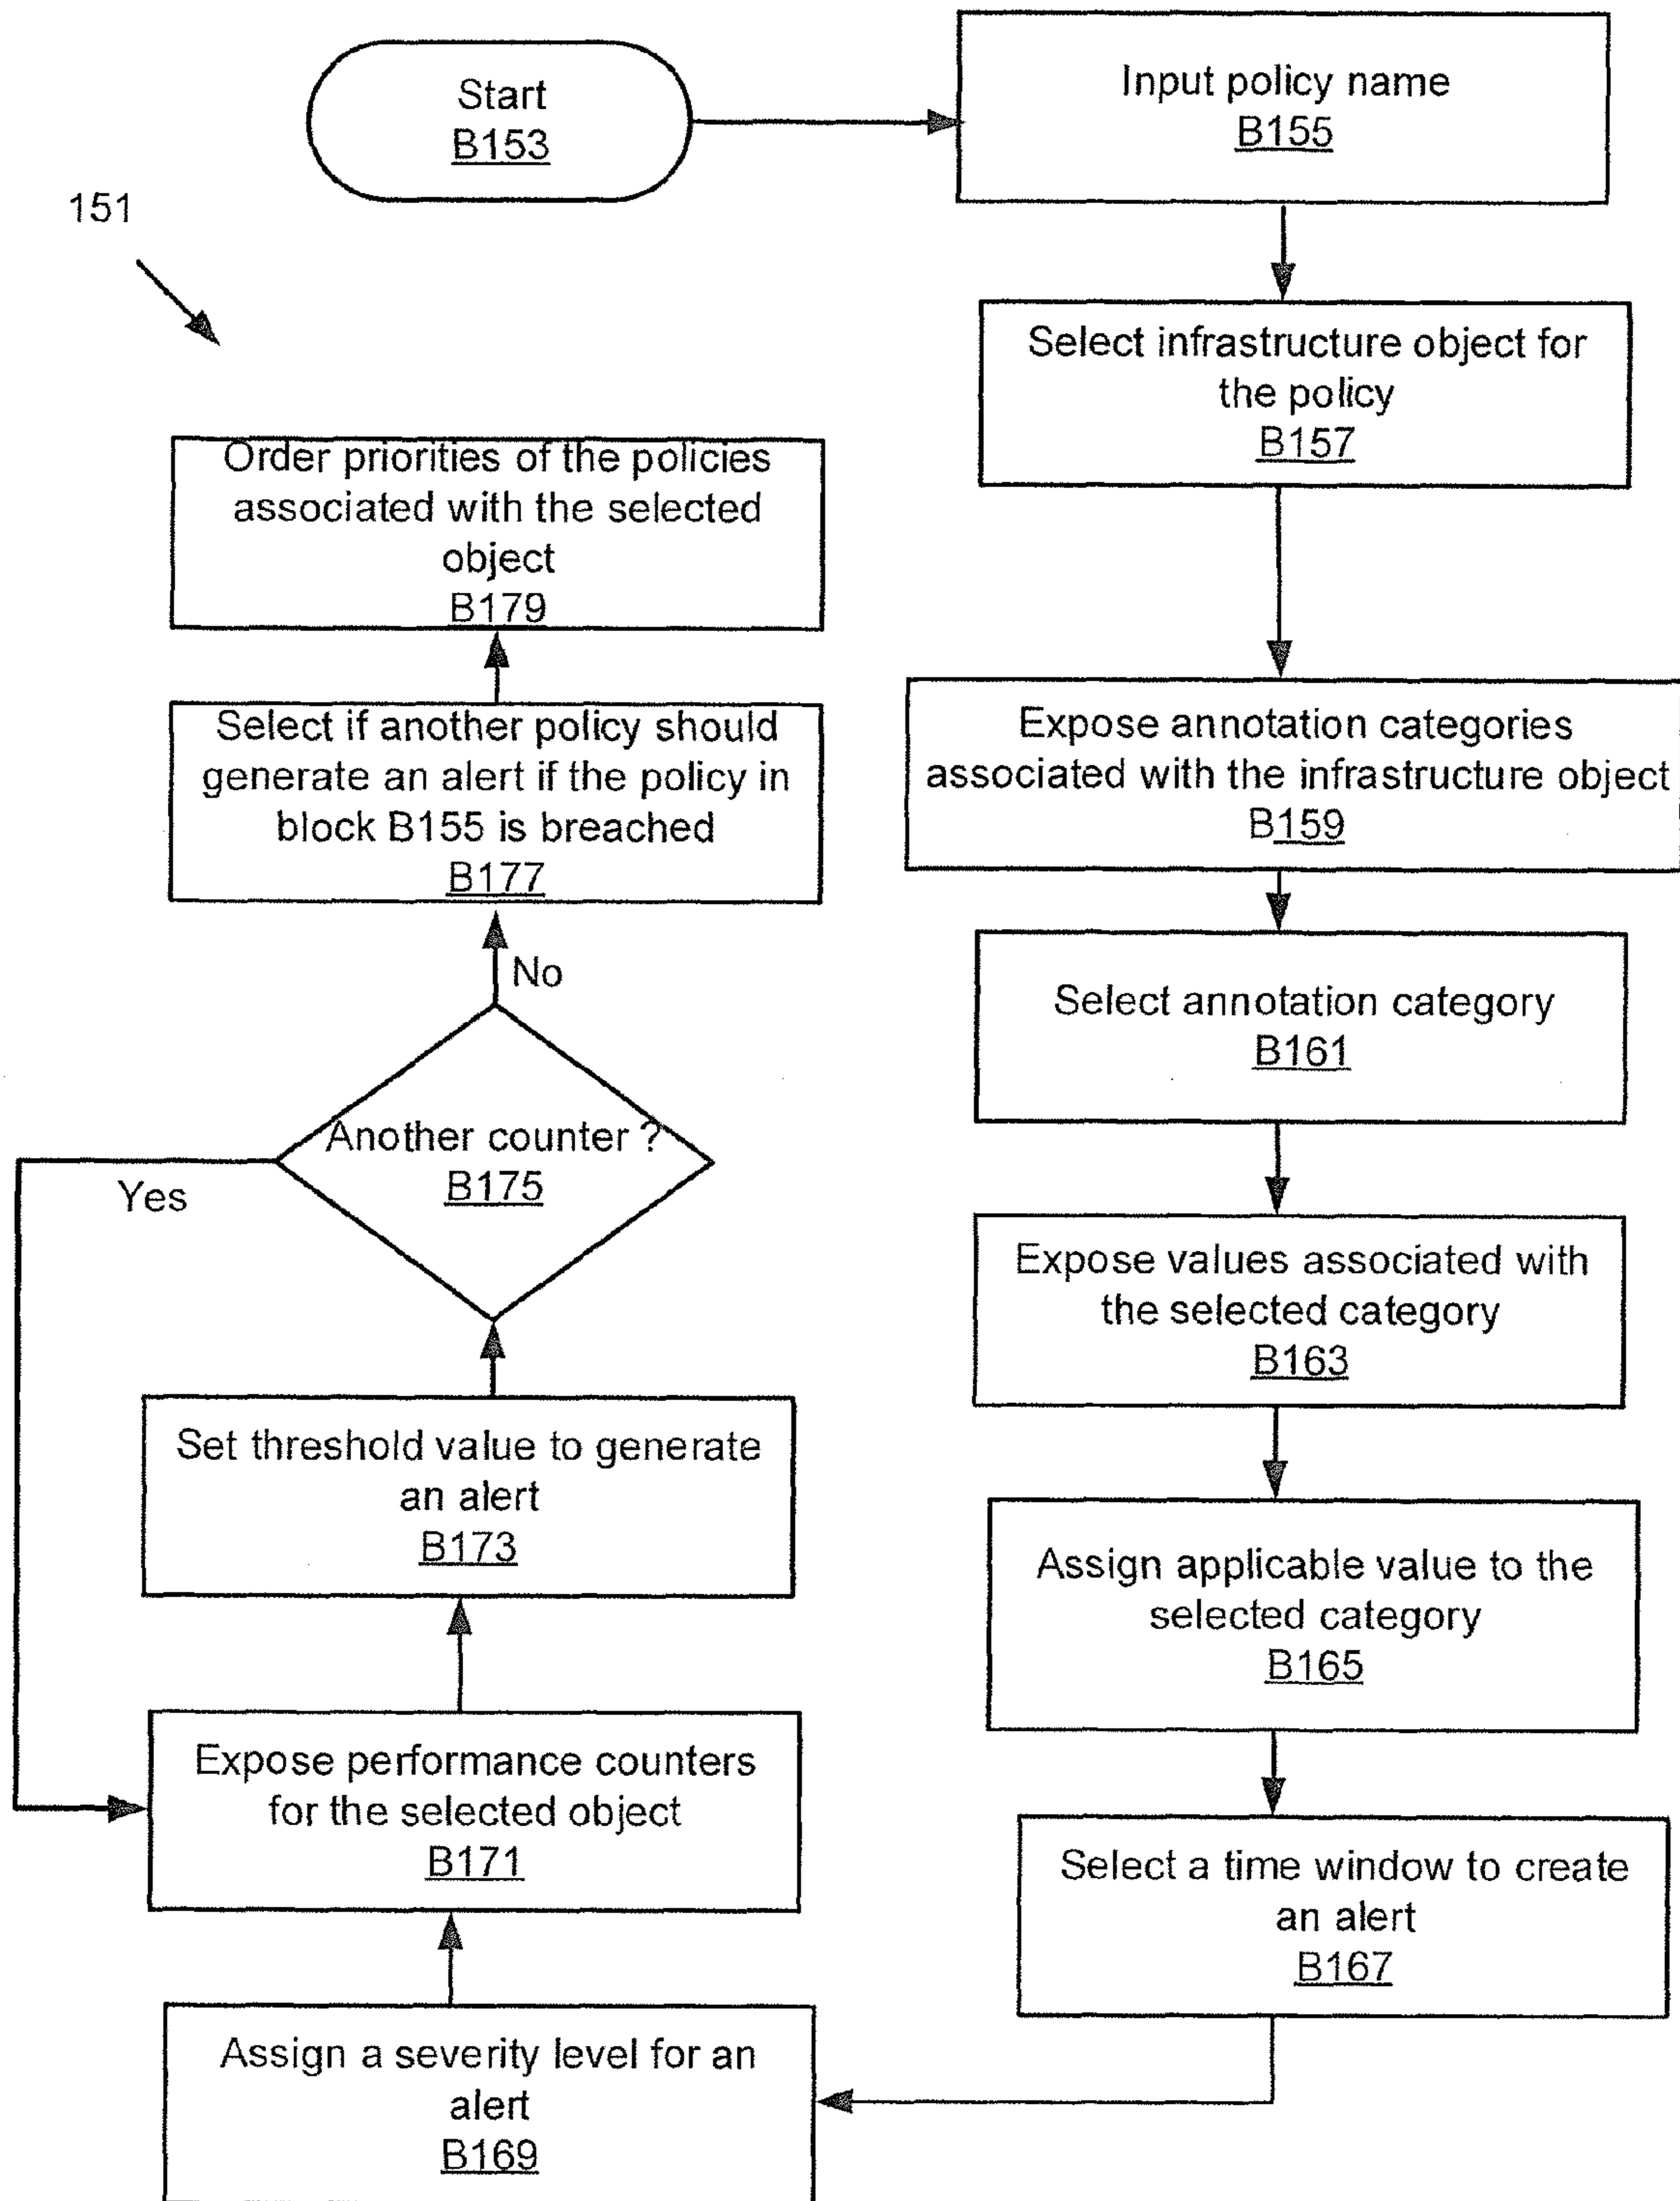 Start
B153
Input policy name
B155
151
Select infrastructure object for
the policy
B157
Order priorities of the policies
associated with the selected
object
B179
Expose annotation categories
associated with the infrastructure object
B159
Select if another policy should
generate an alert if the policy in
block B155 is breached
B177
Select annotation category
B161
No
Another counter ?
B175
Yes
Expose values associated with
the selected category
B163
Set threshold value to generate
an alert
B173
Assign applicable value to the
selected category
B165
Expose performance counters
for the selected object
B171
Select a time window to create
an alert
B167
Assign a severity level for an
alert
B169